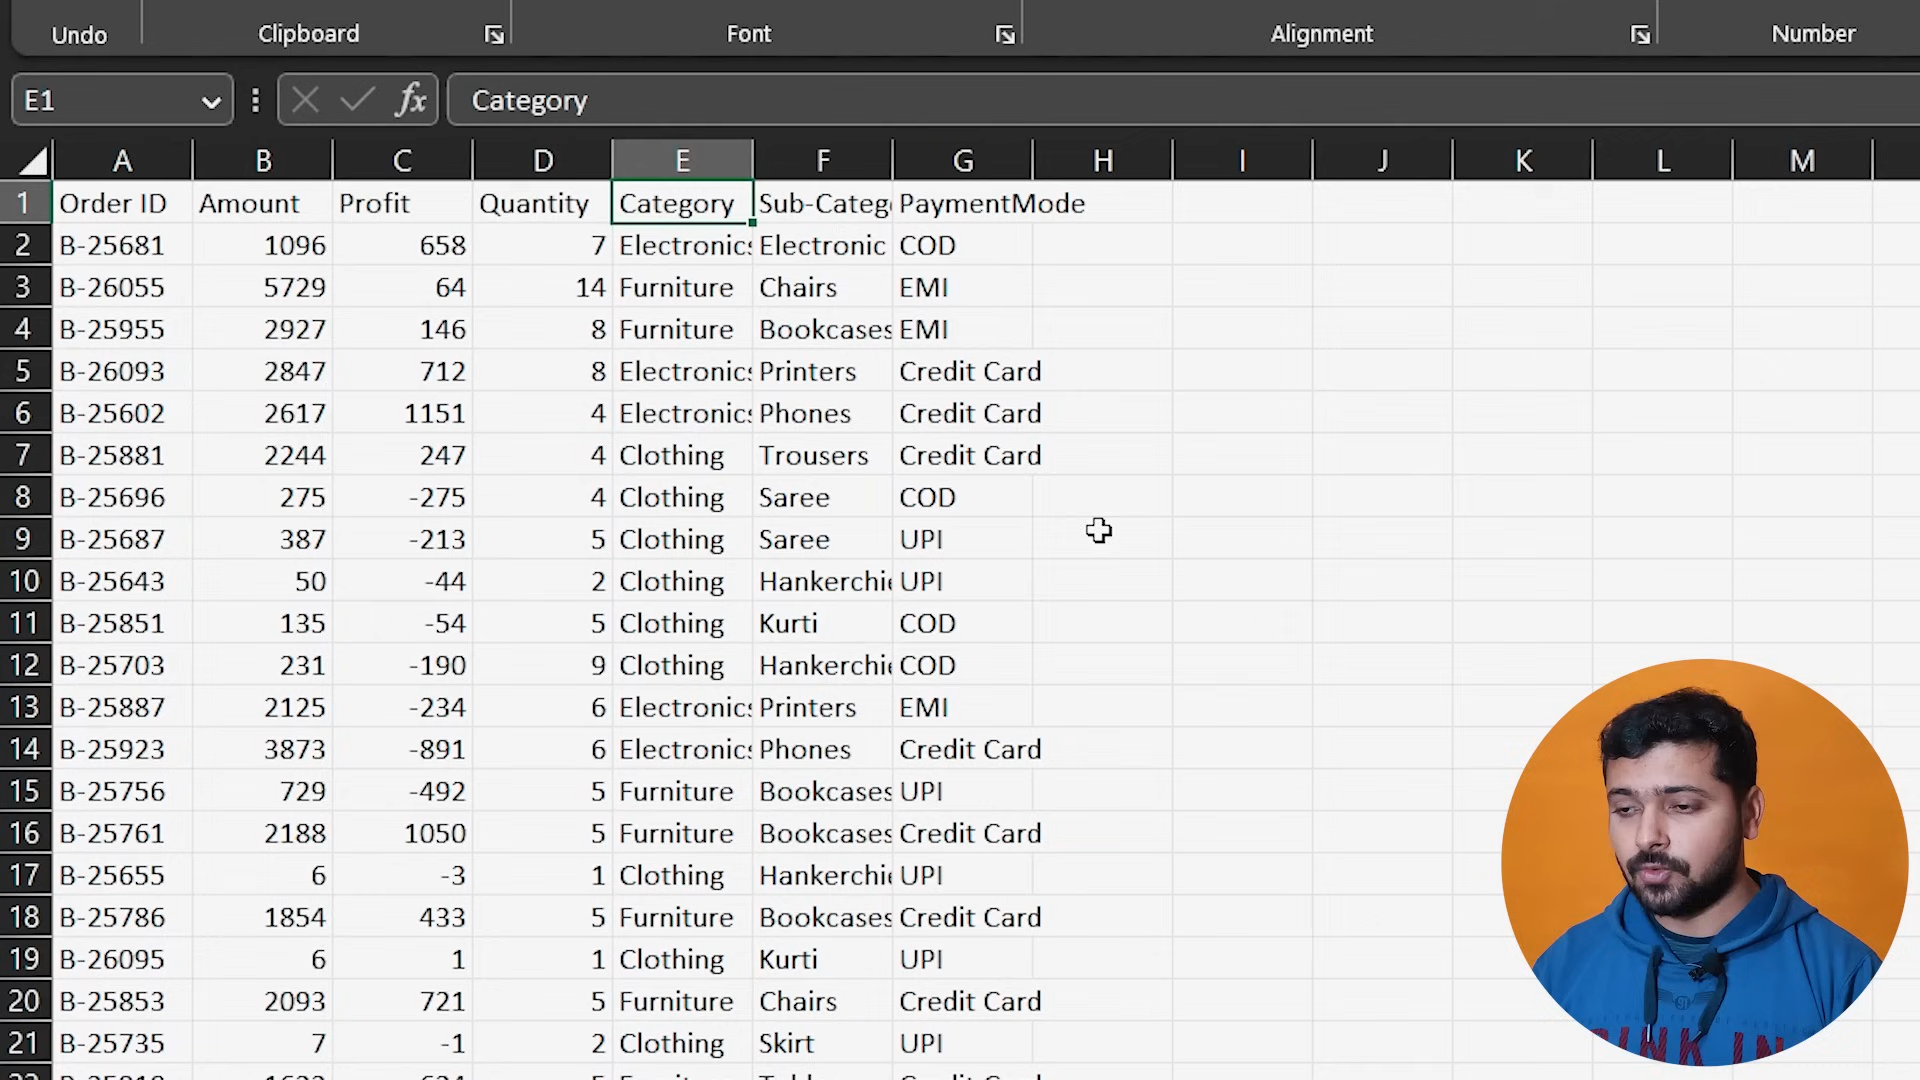 Undo Clipboard Font Alignment Number
E1 fx Category
A B C D E F G H I J K L M
1 Order ID Amount Profit Quantity Category Sub-Categ PaymentMode
2 B-25681 1096 658 7 Electronics Electronic COD
3 B-26055 5729 64 14 Furniture Chairs EMI
4 B-25955 2927 146 8 Furniture Bookcases EMI
5 B-26093 2847 712 8 Electronics Printers Credit Card
6 B-25602 2617 1151 4 Electronics Phones Credit Card
7 B-25881 2244 247 4 Clothing Trousers Credit Card
8 B-25696 275 -275 4 Clothing Saree COD
9 B-25687 387 -213 5 Clothing Saree UPI
10 B-25643 50 -44 2 Clothing Hankerchie UPI
11 B-25851 135 -54 5 Clothing Kurti COD
12 B-25703 231 -190 9 Clothing Hankerchie COD
13 B-25887 2125 -234 6 Electronics Printers EMI
14 B-25923 3873 -891 6 Electronics Phones Credit Card
15 B-25756 729 -492 5 Furniture Bookcases UPI
16 B-25761 2188 1050 5 Furniture Bookcases Credit Card
17 B-25655 6 -3 1 Clothing Hankerchie UPI
18 B-25786 1854 433 5 Furniture Bookcases Credit Card
19 B-26095 6 1 1 Clothing Kurti UPI
20 B-25853 2093 721 5 Furniture Chairs Credit Card
21 B-25735 7 -1 2 Clothing Skirt UPI